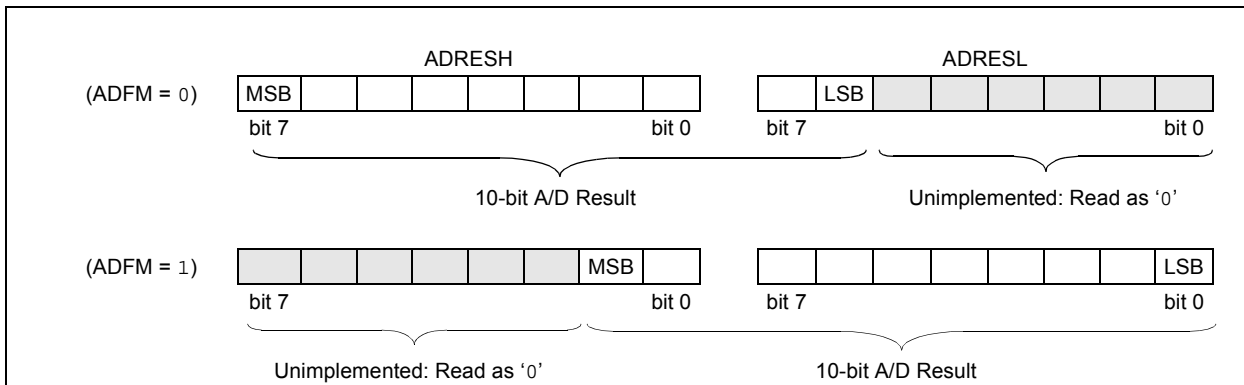 ADRESH ADRESL
(ADFM = 0) MSB LSB
bit 7 bit 0 bit 7 bit 0
10-bit A/D Result Unimplemented: Read as ‘0’
(ADFM = 1) MSB LSB
bit 7 bit 0 bit 7 bit 0
Unimplemented: Read as ‘0’ 10-bit A/D Result